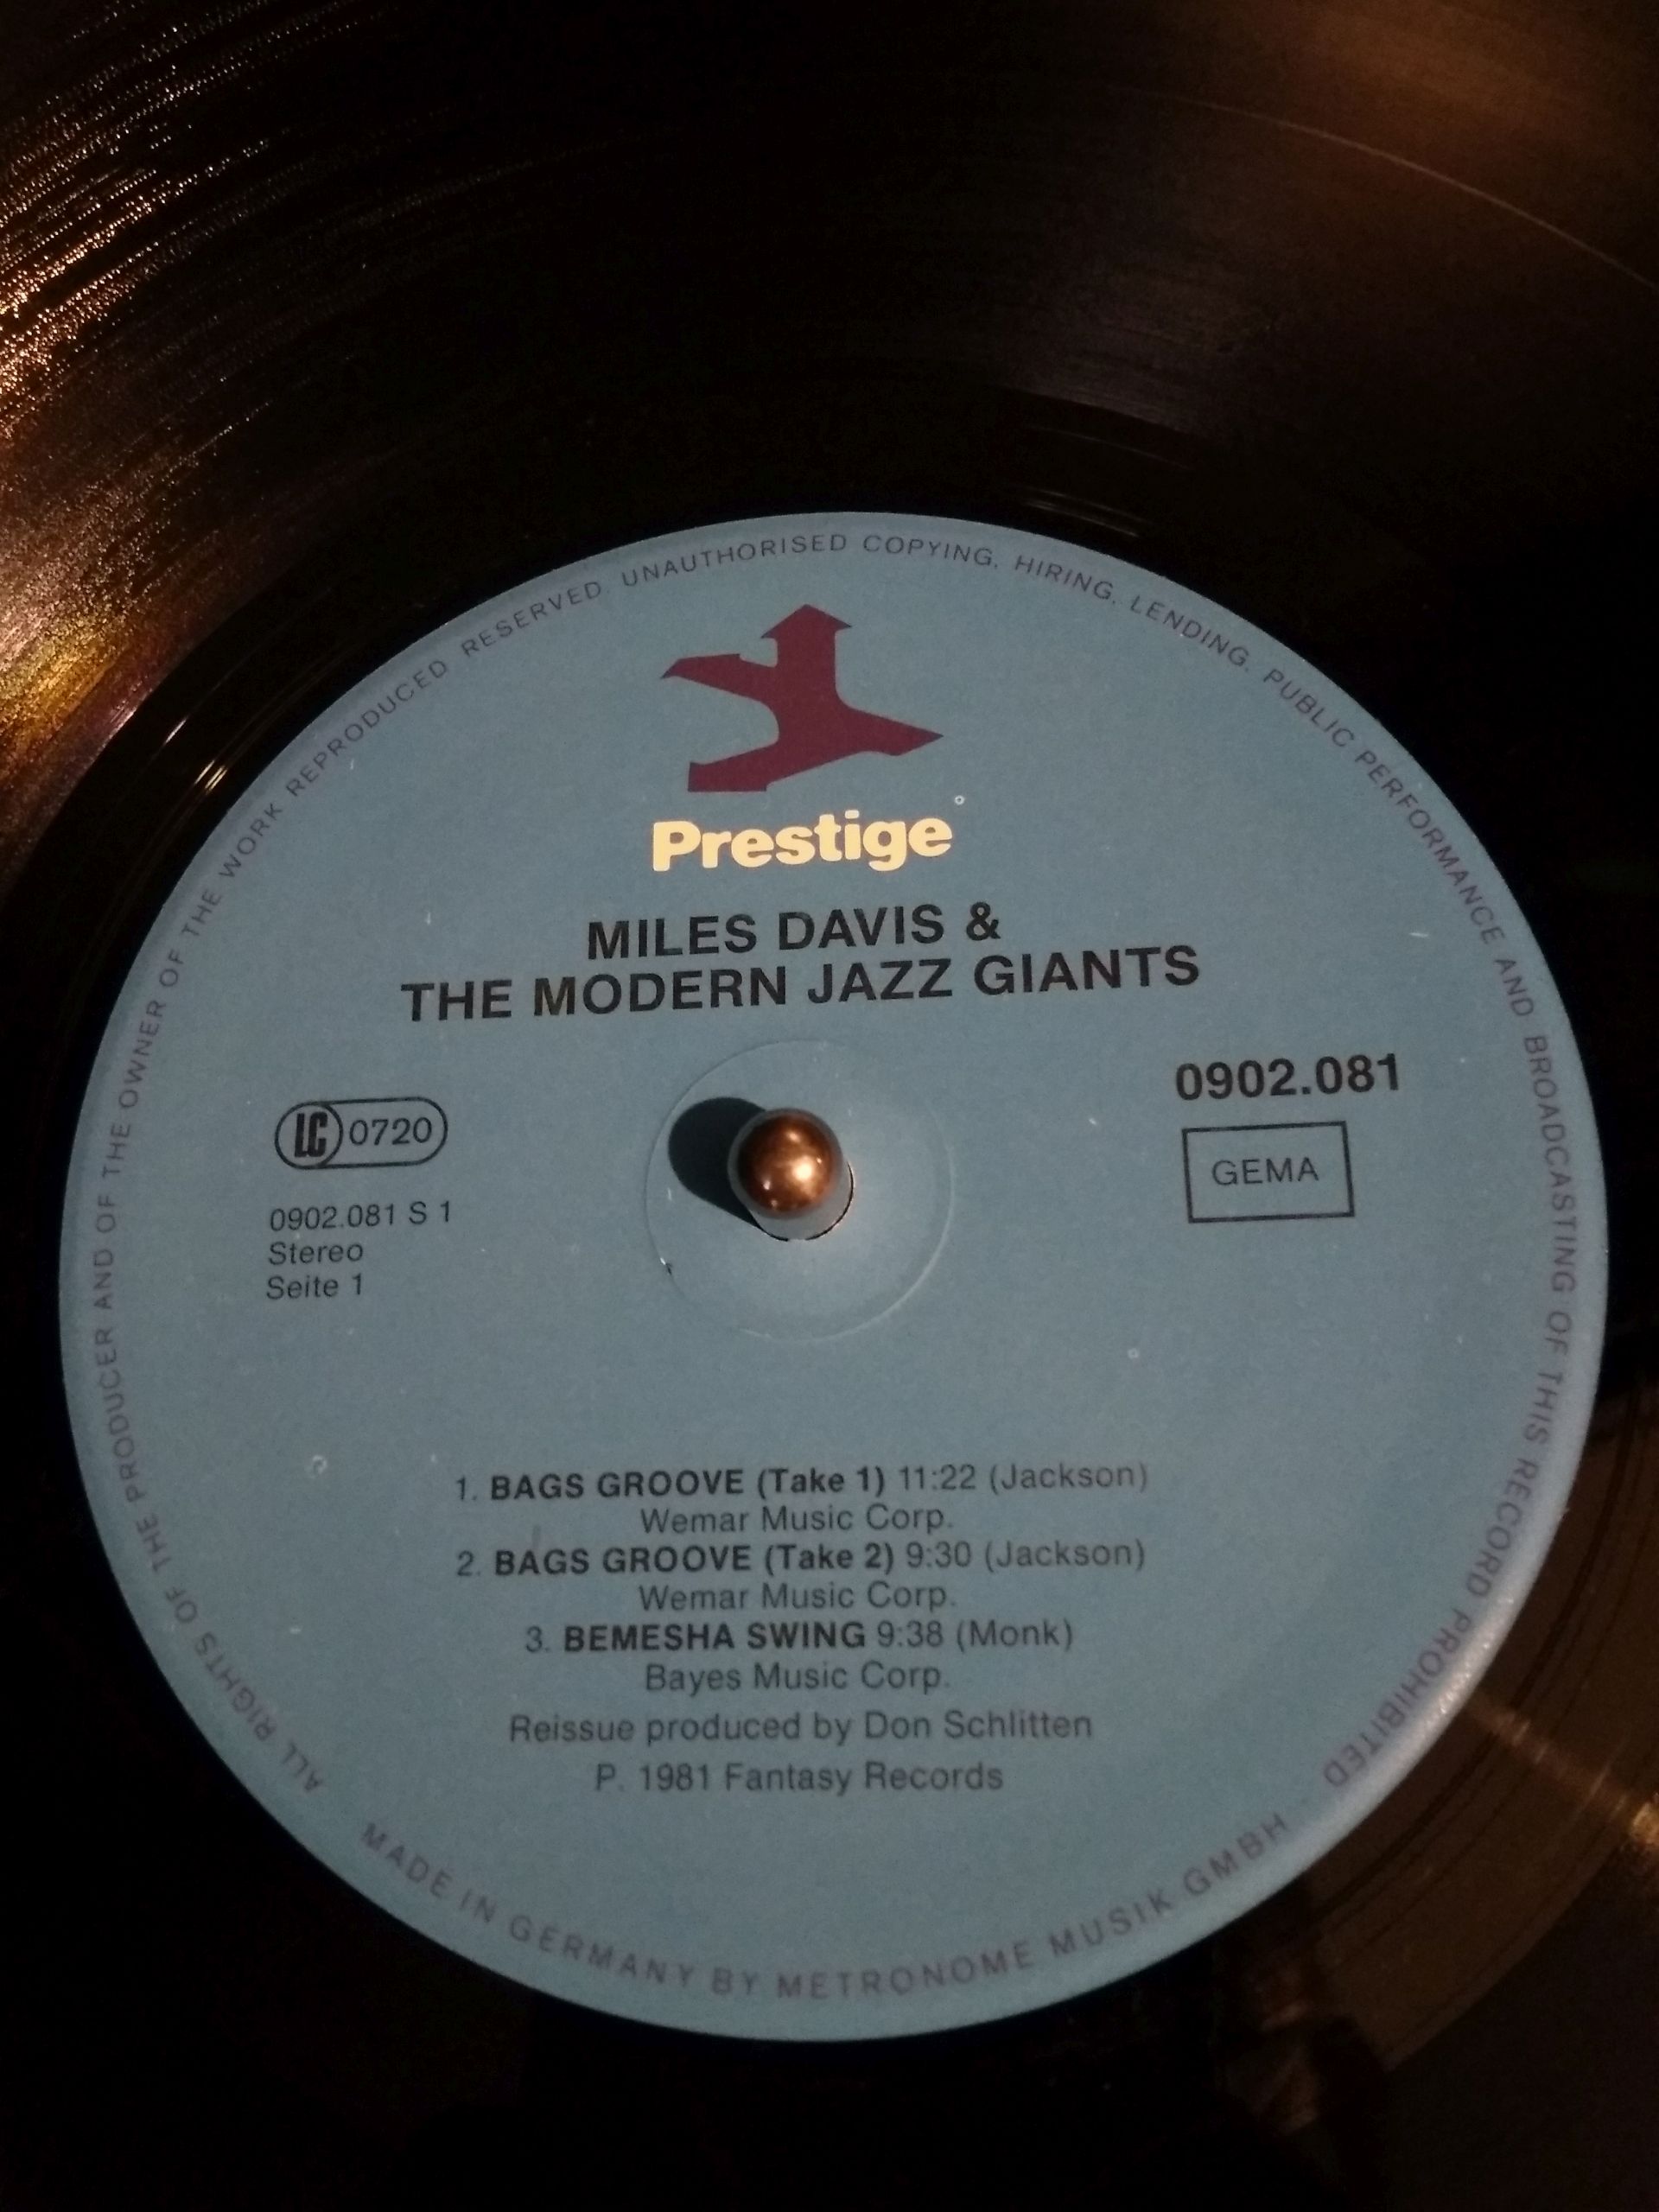 Prestige
MILES DAVIS &
THE MODERN JAZZ GIANTS
0902.081
LC 0720
GEMA
0902.081 S 1
Stereo
Seite 1
1. BAGS GROOVE (Take 1) 11:22 (Jackson)
Wemar Music Corp.
2. BAGS GROOVE (Take 2) 9:30 (Jackson)
Wemar Music Corp.
3. BEMESHA SWING 9:38 (Monk)
Bayes Music Corp.
Reissue produced by Don Schlitten
P. 1981 Fantasy Records
ALL RIGHTS OF THE PRODUCER AND OF THE OWNER OF THE WORK REPRODUCED RESERVED. UNAUTHORISED COPYING, HIRING, LENDING, PUBLIC PERFORMANCE AND BROADCASTING OF THIS RECORD PROHIBITED
MADE IN GERMANY BY METRONOME MUSIK GMBH